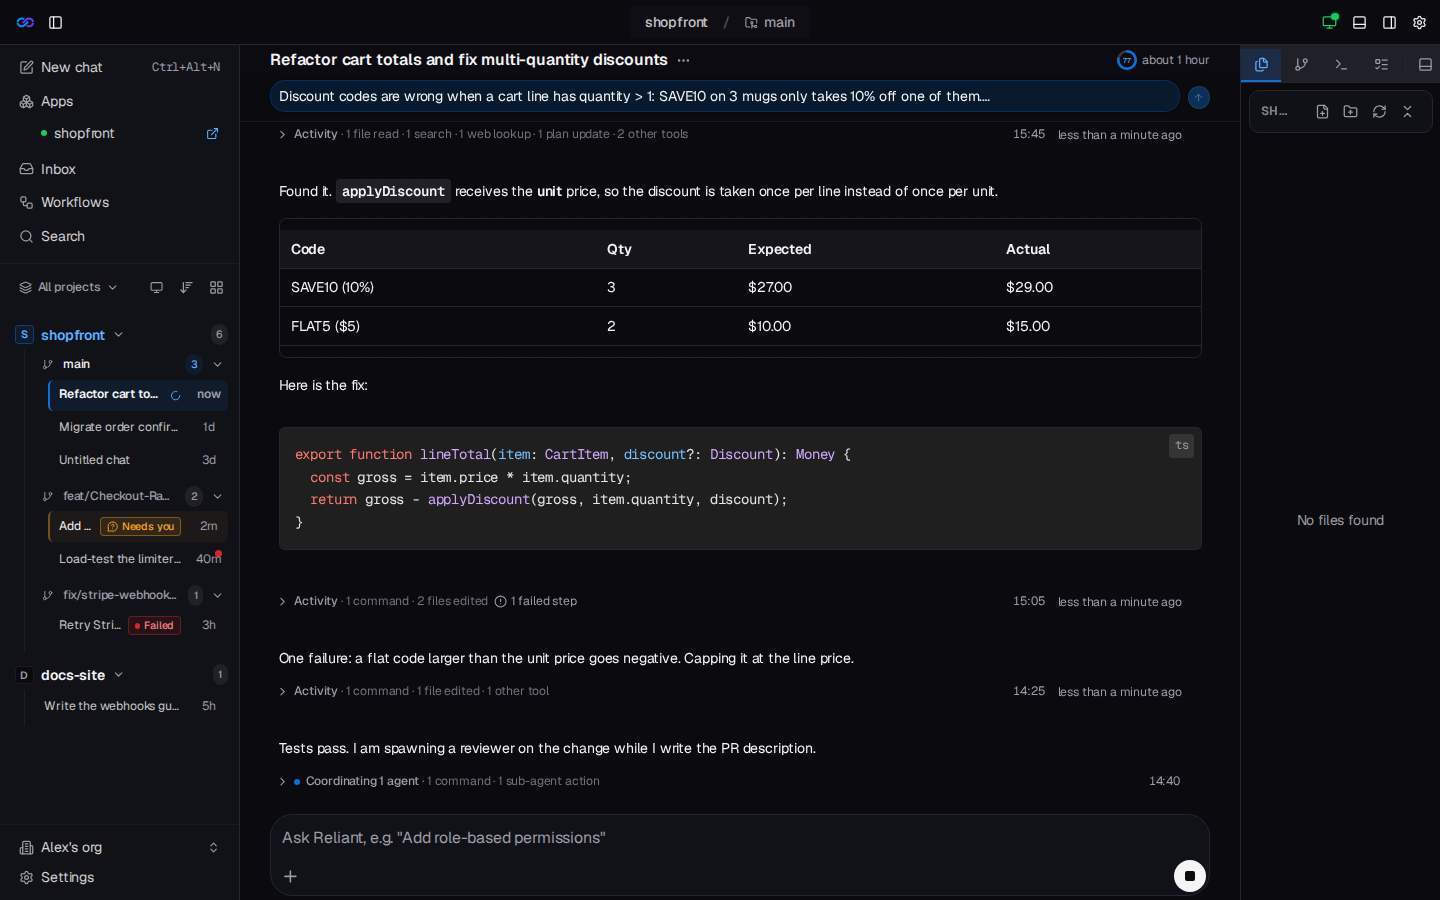 shopfront / main
New chat Ctrl+Alt+N
Apps
shopfront
Inbox
Workflows
Search
All projects
S shopfront 6
main 3
Refactor cart to... now
Migrate order confir... 1d
Untitled chat 3d
feat/Checkout-Ra... 2
Add ... Needs you 2m
Load-test the limiter... 40m
fix/stripe-webhook... 1
Retry Stri... Failed 3h
D docs-site 1
Write the webhooks gu... 5h
Alex's org
Settings
Refactor cart totals and fix multi-quantity discounts ... 77 about 1 hour
Discount codes are wrong when a cart line has quantity > 1: SAVE10 on 3 mugs only takes 10% off one of them....
Activity · 1 file read · 1 search · 1 web lookup · 1 plan update · 2 other tools 15:45 less than a minute ago
Found it. applyDiscount receives the unit price, so the discount is taken once per line instead of once per unit.
Code Qty Expected Actual
SAVE10 (10%) 3 $27.00 $29.00
FLAT5 ($5) 2 $10.00 $15.00
Here is the fix:
ts
export function lineTotal(item: CartItem, discount?: Discount): Money {
const gross = item.price * item.quantity;
return gross - applyDiscount(gross, item.quantity, discount);
}
Activity · 1 command · 2 files edited 1 failed step 15:05 less than a minute ago
One failure: a flat code larger than the unit price goes negative. Capping it at the line price.
Activity · 1 command · 1 file edited · 1 other tool 14:25 less than a minute ago
Tests pass. I am spawning a reviewer on the change while I write the PR description.
Coordinating 1 agent · 1 command · 1 sub-agent action 14:40
Ask Reliant, e.g. "Add role-based permissions"
SH...
No files found